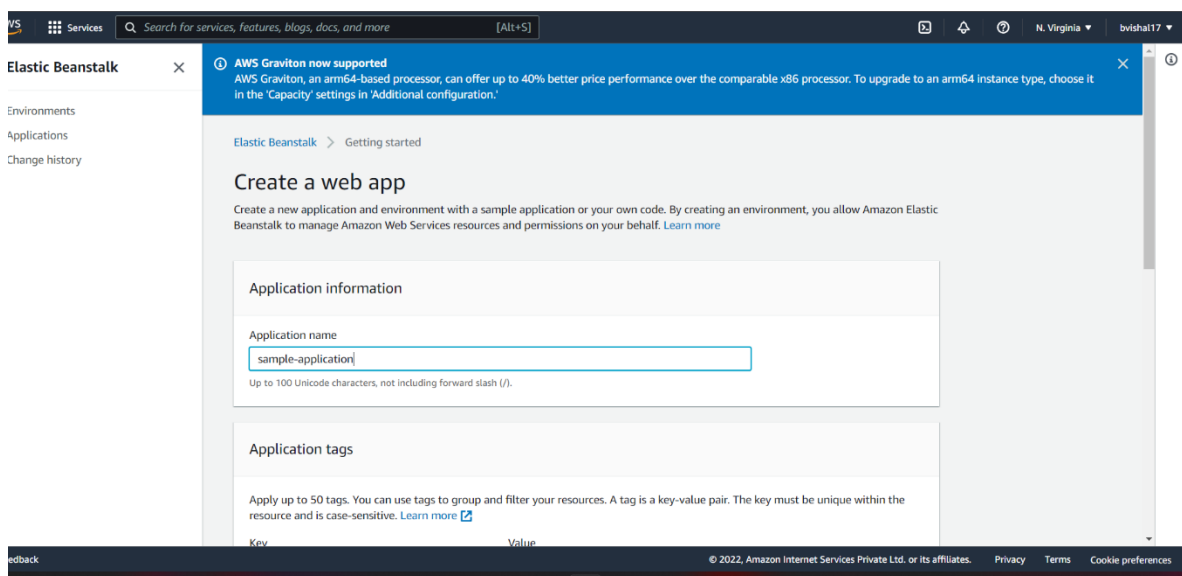 Services
Search for services, features, blogs, docs, and more
[Alt+S]
N. Virginia ▼
bvishal17 ▼
Elastic Beanstalk
Environments
Applications
Change history
AWS Graviton now supported
AWS Graviton, an arm64-based processor, can offer up to 40% better price performance over the comparable x86 processor. To upgrade to an arm64 instance type, choose it
in the 'Capacity' settings in 'Additional configuration.'
Elastic Beanstalk > Getting started
Create a web app
Create a new application and environment with a sample application or your own code. By creating an environment, you allow Amazon Elastic
Beanstalk to manage Amazon Web Services resources and permissions on your behalf. Learn more
Application information
Application name
sample-application
Up to 100 Unicode characters, not including forward slash (/).
Application tags
Apply up to 50 tags. You can use tags to group and filter your resources. A tag is a key-value pair. The key must be unique within the
resource and is case-sensitive. Learn more
Key Value
edback
© 2022, Amazon Internet Services Private Ltd. or its affiliates.
Privacy
Terms
Cookie preferences